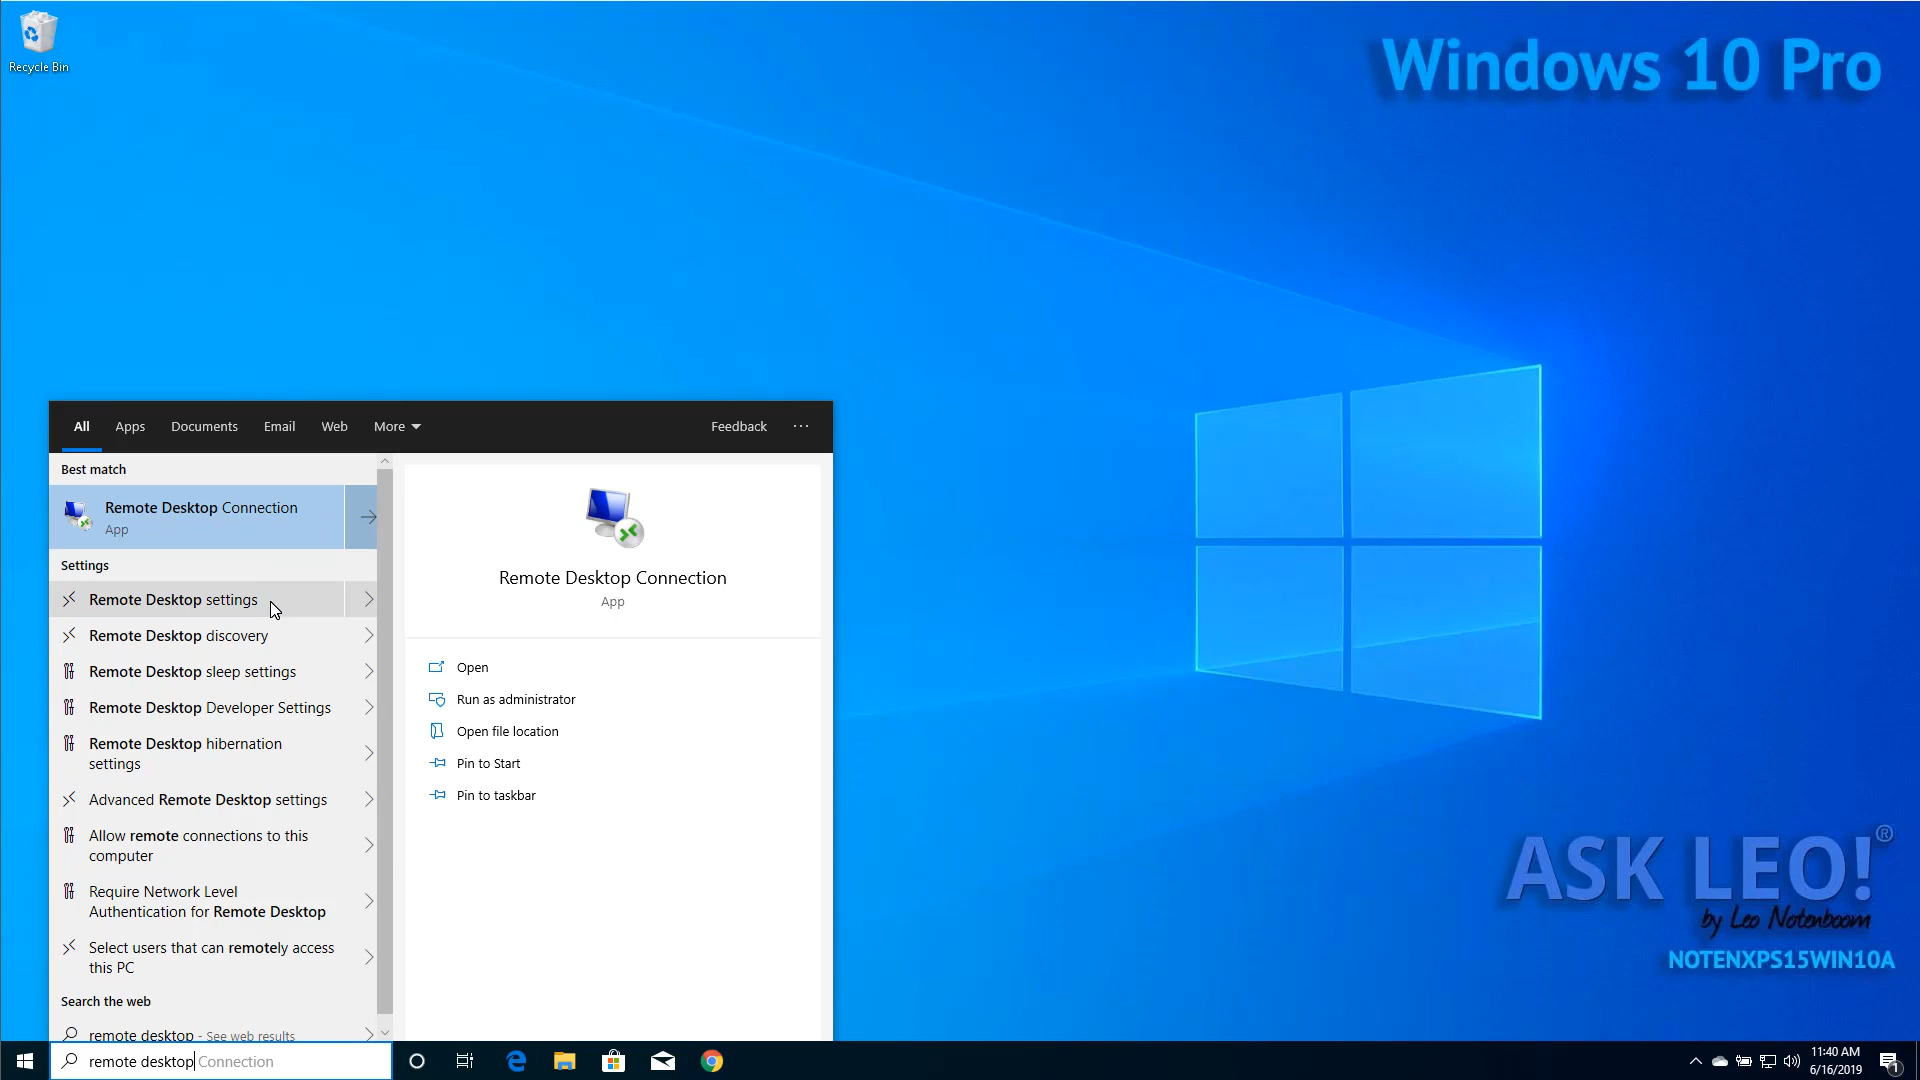 Recycle Bin
Windows 10 Pro
All Apps Documents Email Web More Feedback ...
Best match
Remote Desktop Connection
App
Settings
Remote Desktop settings
Remote Desktop discovery
Remote Desktop sleep settings
Remote Desktop Developer Settings
Remote Desktop hibernation
settings
Advanced Remote Desktop settings
Allow remote connections to this
computer
Require Network Level
Authentication for Remote Desktop
Select users that can remotely access
this PC
Search the web
remote desktop - See web results
remote desktop Connection
Remote Desktop Connection
App
Open
Run as administrator
Open file location
Pin to Start
Pin to taskbar
ASK LEO!®
by Leo Notenboom
NOTENXPS15WIN10A
11:40 AM
6/16/2019
1